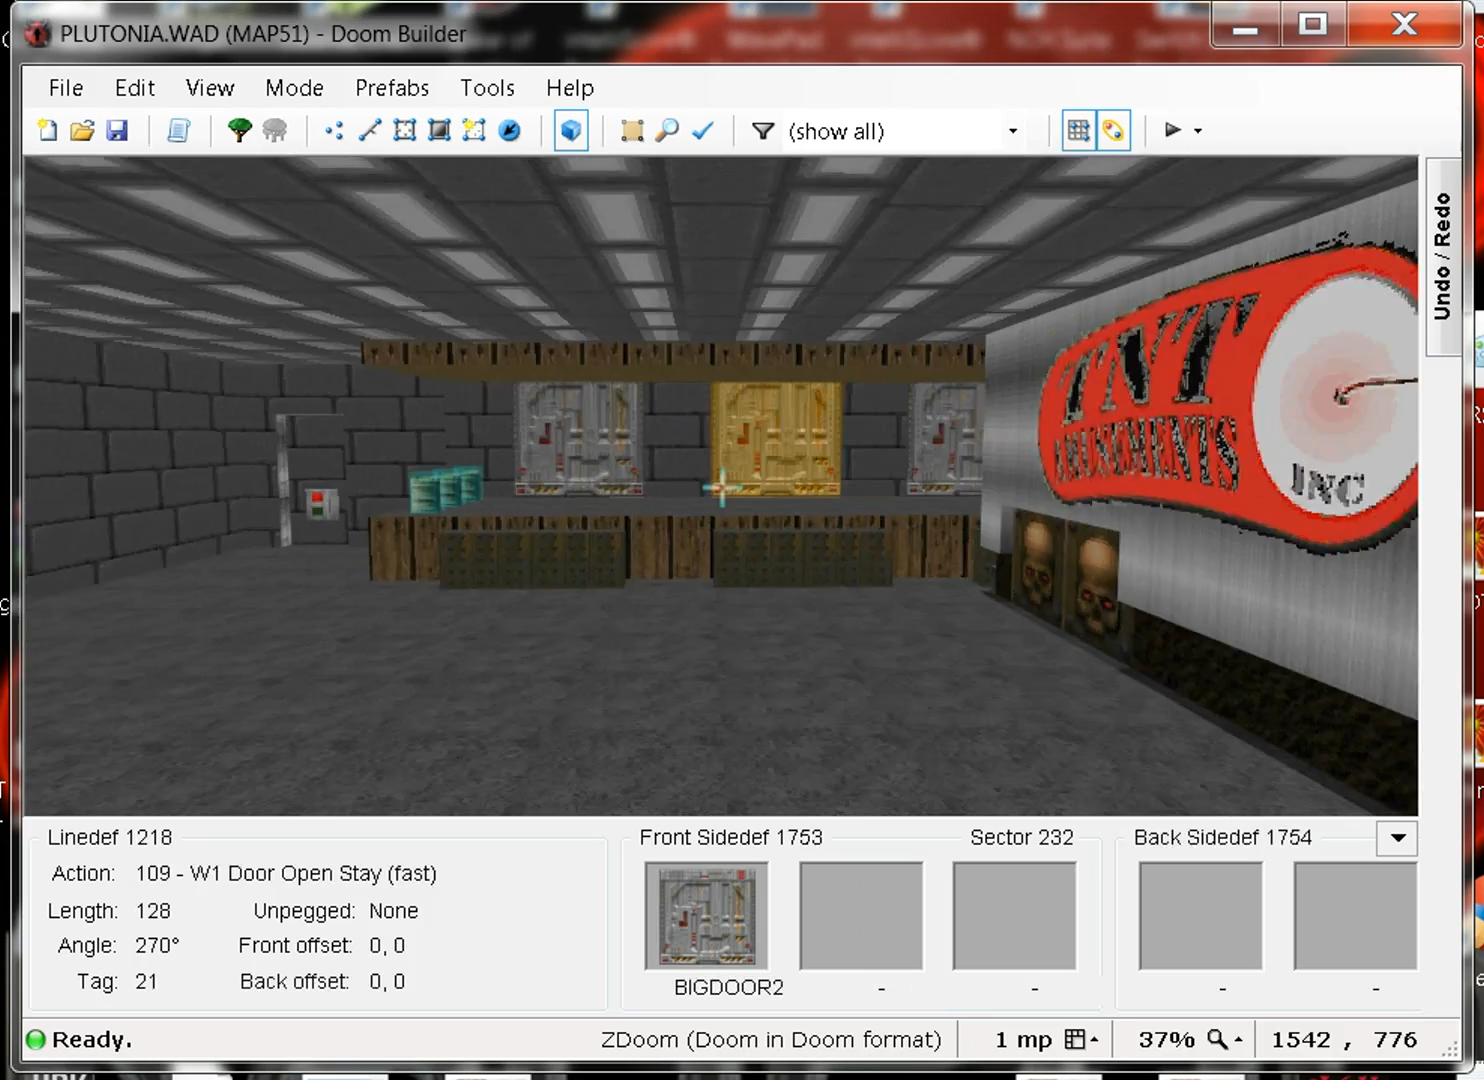 PLUTONIA.WAD (MAP51) - Doom Builder
File Edit View Mode Prefabs Tools Help
(show all)
Undo / Redo
TNT
AMUSEMENTS
INC
Linedef 1218
Action: 109 - W1 Door Open Stay (fast)
Length: 128 Unpegged: None
Angle: 270° Front offset: 0, 0
Tag: 21 Back offset: 0, 0
Front Sidedef 1753 Sector 232
BIGDOOR2 - -
Back Sidedef 1754
- -
Ready. ZDoom (Doom in Doom format) 1 mp 37% 1542 , 776